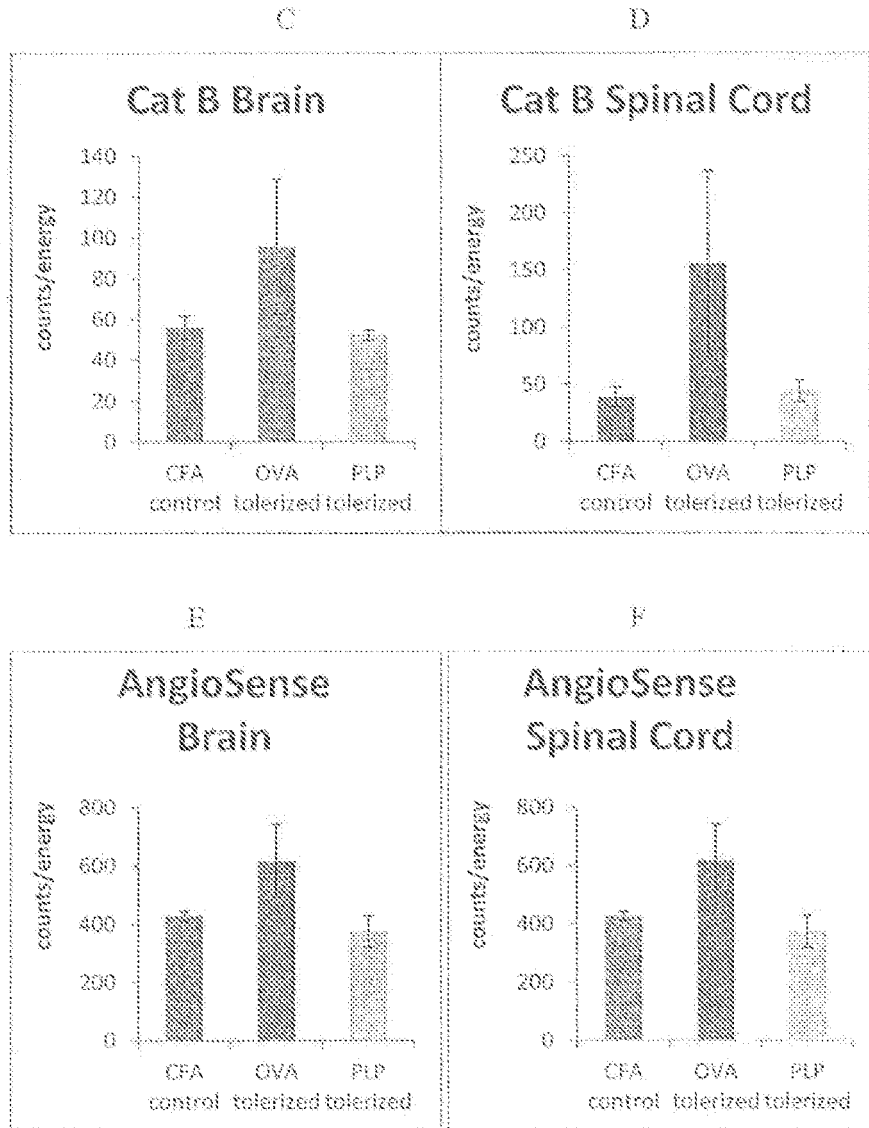 C
D
Cat B Brain
counts/energy
140
120
100
80
60
40
20
0
CFA control
OVA tolerized
PLP tolerized
Cat B Spinal Cord
counts/energy
250
200
150
100
50
0
CFA control
OVA tolerized
PLP tolerized
E
F
AngioSense
Brain
counts/energy
800
600
400
200
0
CFA control
OVA tolerized
PLP tolerized
AngioSense
Spinal Cord
counts/energy
800
600
400
200
0
CFA control
OVA tolerized
PLP tolerized